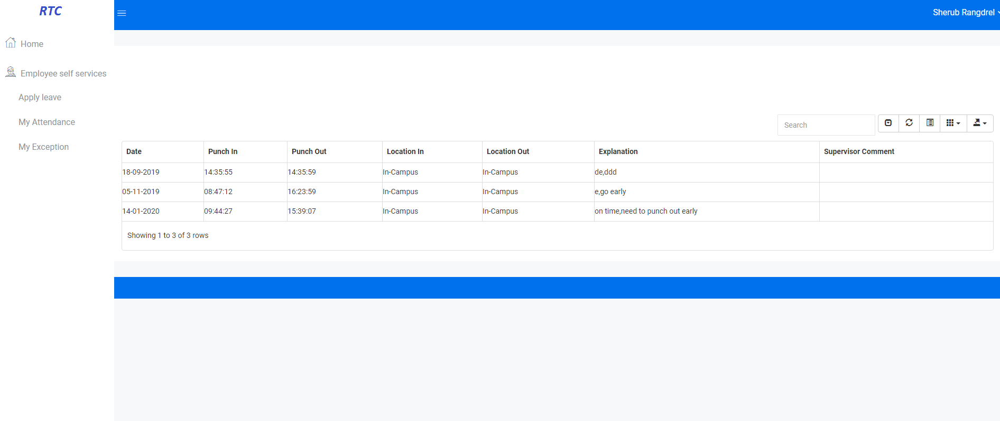 RTC
Sherub Rangdrel
Home
Employee self services
Apply leave
My Attendance
My Exception
Search
Date Punch In Punch Out Location In Location Out Explanation Supervisor Comment
18-09-2019 14:35:55 14:35:59 In-Campus In-Campus de,ddd
05-11-2019 08:47:12 16:23:59 In-Campus In-Campus e,go early
14-01-2020 09:44:27 15:39:07 In-Campus In-Campus on time,need to punch out early
Showing 1 to 3 of 3 rows